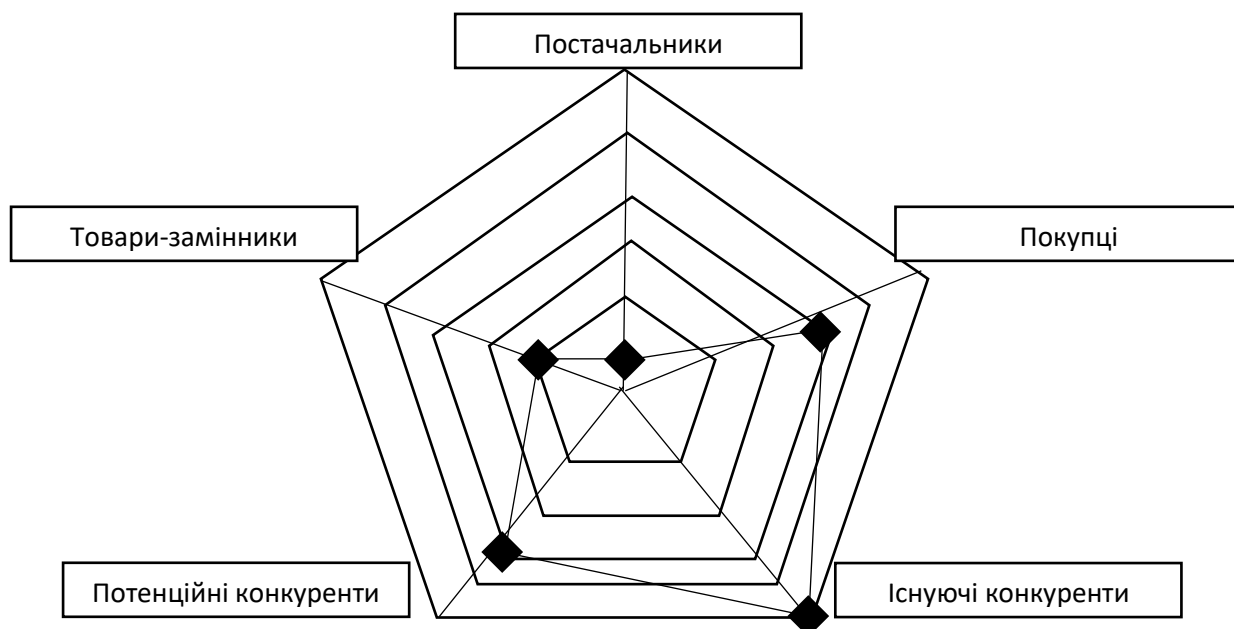 Постачальники
Товари-замінники
Покупці
Потенційні конкуренти
Існуючі конкуренти